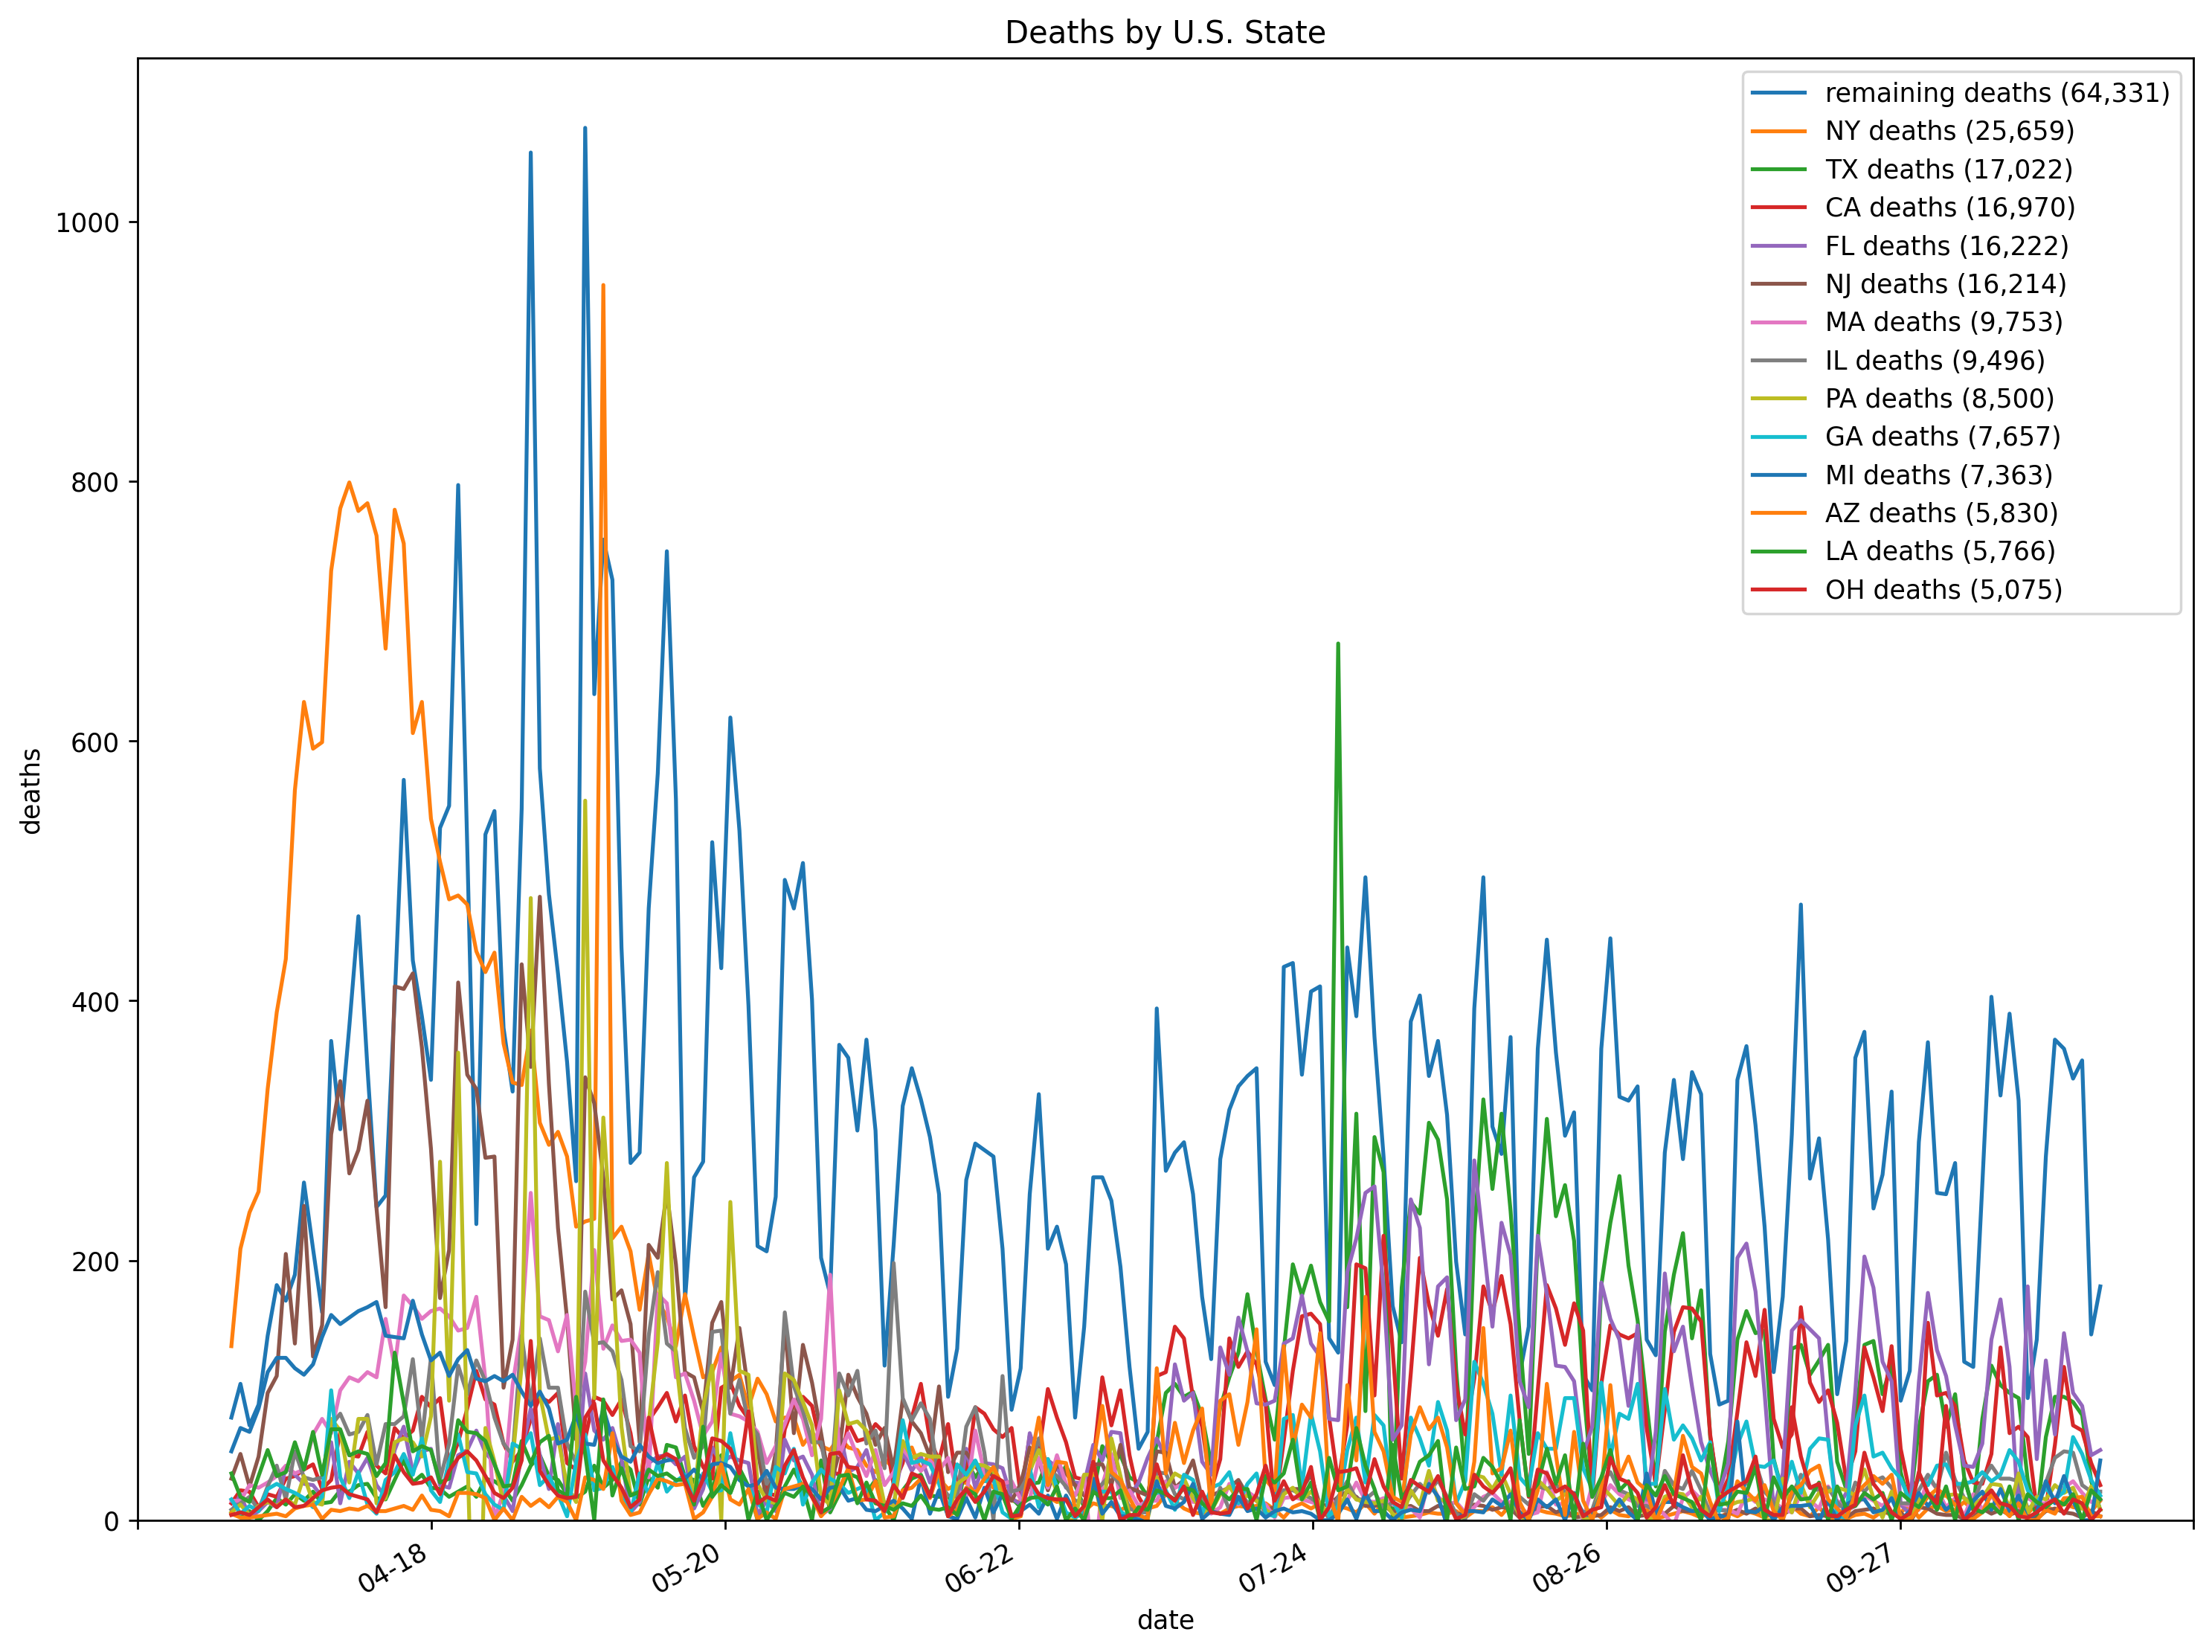 Deaths by U.S. State
remaining deaths (64,331)
NY deaths (25,659)
TX deaths (17,022)
CA deaths (16,970)
FL deaths (16,222)
NJ deaths (16,214)
MA deaths (9,753)
IL deaths (9,496)
PA deaths (8,500)
GA deaths (7,657)
MI deaths (7,363)
AZ deaths (5,830)
LA deaths (5,766)
OH deaths (5,075)
1000
800
600
400
200
0
deaths
04-18
05-20
06-22
07-24
08-26
09-27
date